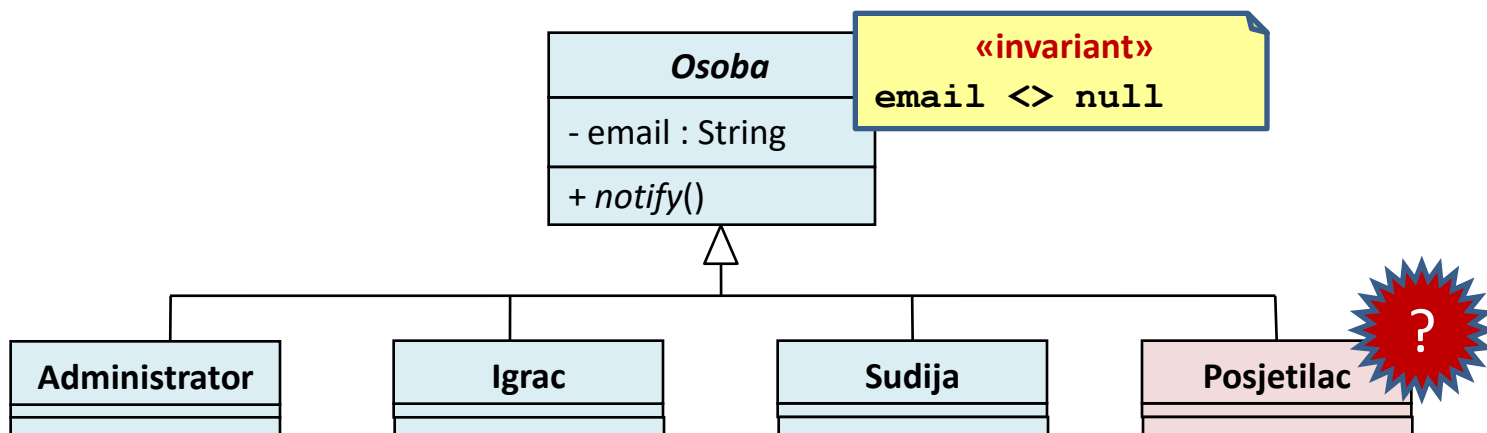 Osoba
- email : String
+ notify()
«invariant»
email <> null
Administrator
Igrac
Sudija
Posjetilac
?